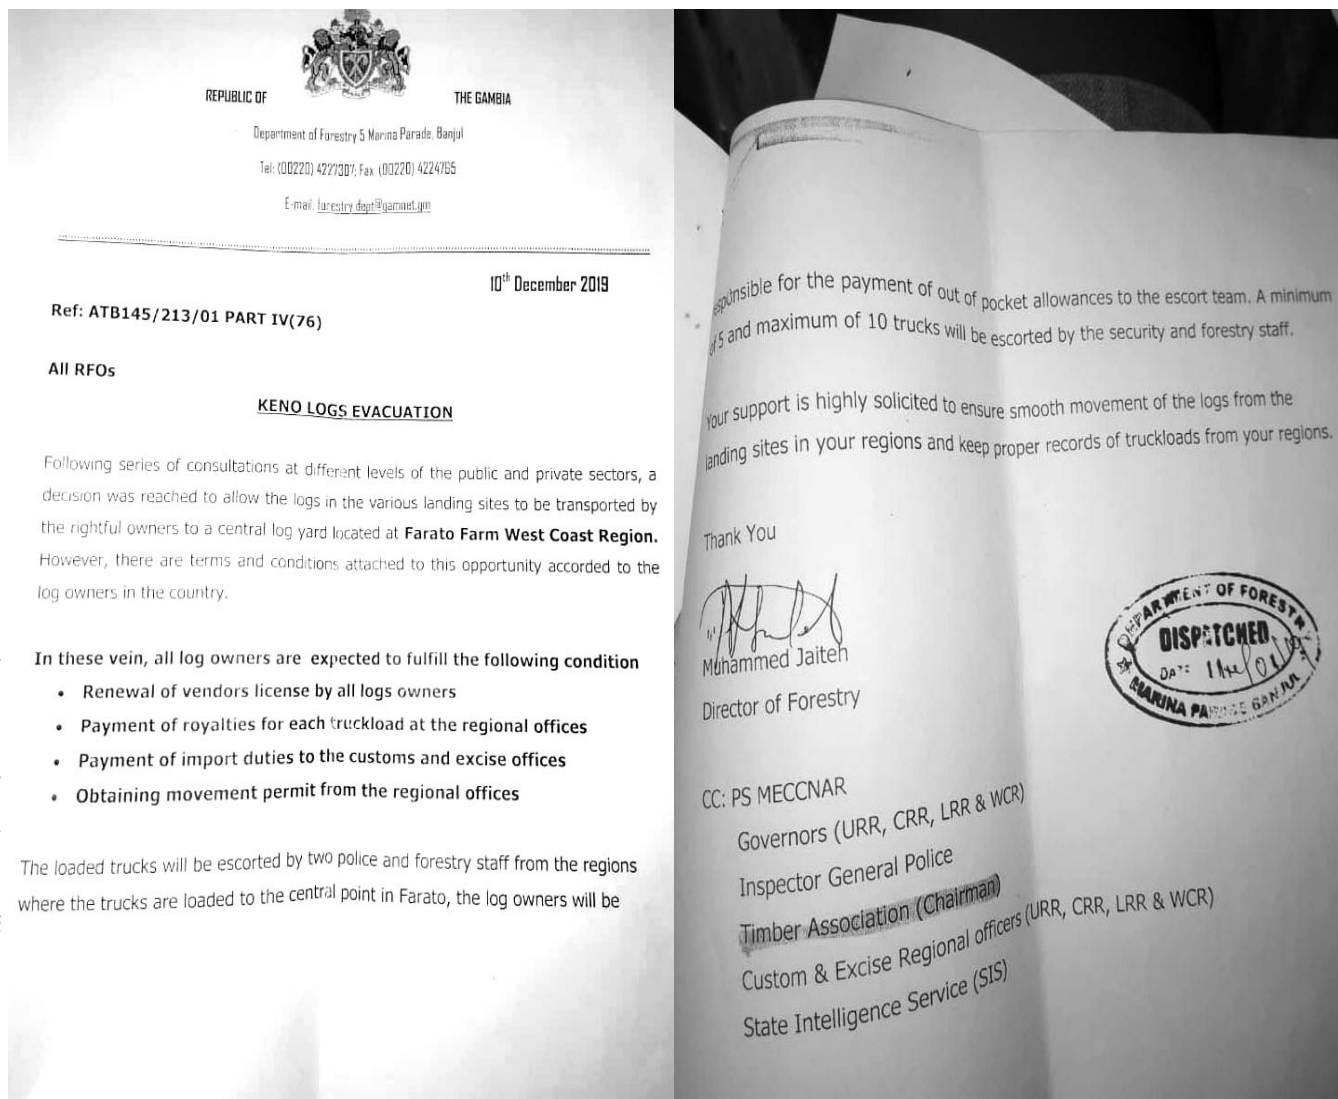 REPUBLIC OF THE GAMBIA
Department of Forestry 5 Marina Parade, Banjul
Tel: (00220) 4227307; Fax (00220) 4224765
E-mail. forestry.dept@gamnet.gm
10th December 2019
Ref: ATB145/213/01 PART IV(76)
All RFOs
KENO LOGS EVACUATION
Following series of consultations at different levels of the public and private sectors, a
decision was reached to allow the logs in the various landing sites to be transported by
the rightful owners to a central log yard located at Farato Farm West Coast Region.
However, there are terms and conditions attached to this opportunity accorded to the
log owners in the country.
In these vein, all log owners are expected to fulfill the following condition
• Renewal of vendors license by all logs owners
• Payment of royalties for each truckload at the regional offices
• Payment of import duties to the customs and excise offices
• Obtaining movement permit from the regional offices
The loaded trucks will be escorted by two police and forestry staff from the regions
where the trucks are loaded to the central point in Farato, the log owners will be
responsible for the payment of out of pocket allowances to the escort team. A minimum
of 5 and maximum of 10 trucks will be escorted by the security and forestry staff.
Your support is highly solicited to ensure smooth movement of the logs from the
landing sites in your regions and keep proper records of truckloads from your regions.
Thank You
Muhammed Jaiteh
Director of Forestry
DEPARTMENT OF FORESTRY
DISPATCHED
DATE:
MARINA PARADE BANJUL
CC: PS MECCNAR
Governors (URR, CRR, LRR & WCR)
Inspector General Police
Timber Association (Chairman)
Custom & Excise Regional officers (URR, CRR, LRR & WCR)
State Intelligence Service (SIS)